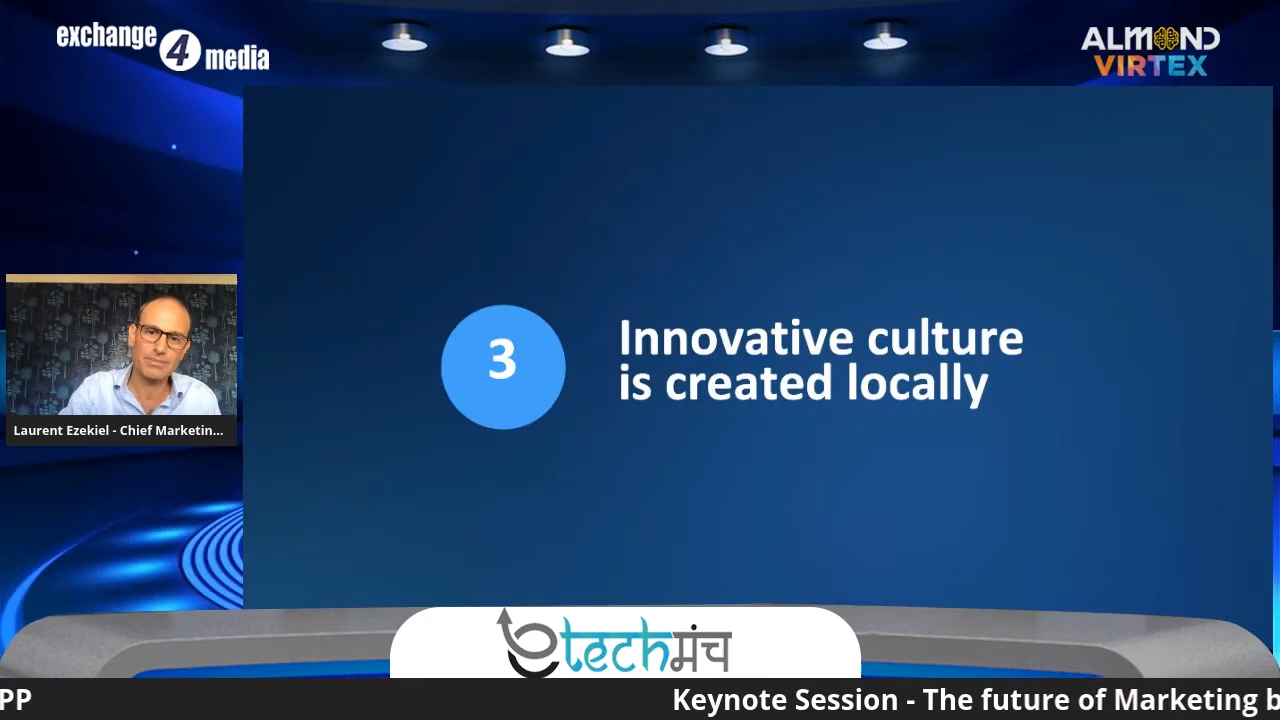 exchange
4
media
ALMOND
VIRTEX
3
Innovative culture
is created locally
Laurent Ezekiel - Chief Marketin...
etechमंच
PP
Keynote Session - The future of Marketing b